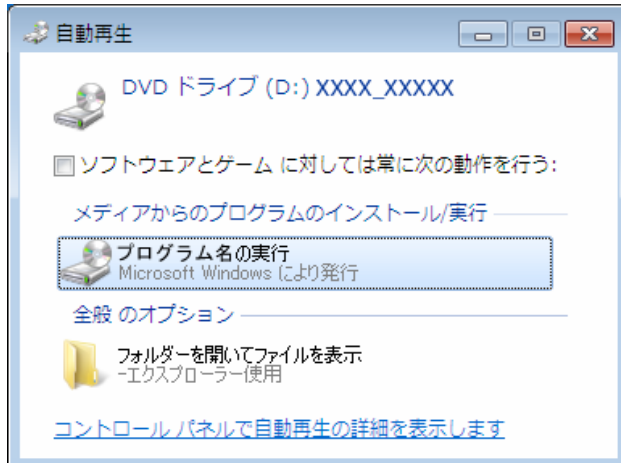 自動再生
DVD ドライブ (D:) XXXX_XXXXX
ソフトウェアとゲーム に対しては常に次の動作を行う:
メディアからのプログラムのインストール/実行
プログラム名の実行
Microsoft Windows により発行
全般 のオプション
フォルダーを開いてファイルを表示
-エクスプローラー使用
コントロール パネルで自動再生の詳細を表示します